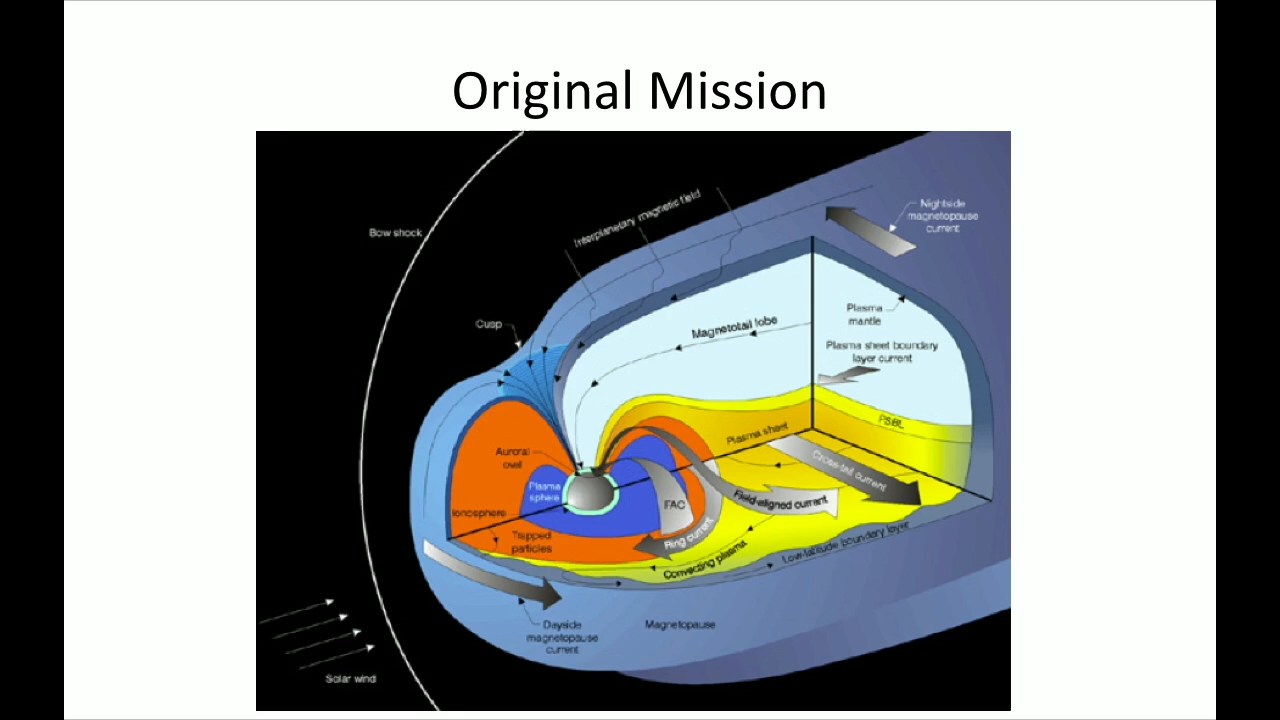 Original Mission
Bow shock
Interplanetary magnetic field
Nightside
magnetopause
current
Cusp
Magnetotail lobe
Plasma
mantle
Plasma sheet boundary
layer current
PSBL
Plasma sheet
Auroral
oval
Plasma
sphere
Cross-tail current
Field-aligned current
FAC
Ionosphere
Ring current
Trapped
particles
Convecting plasma
Low-latitude boundary layer
Dayside
magnetopause
current
Magnetopause
Solar wind